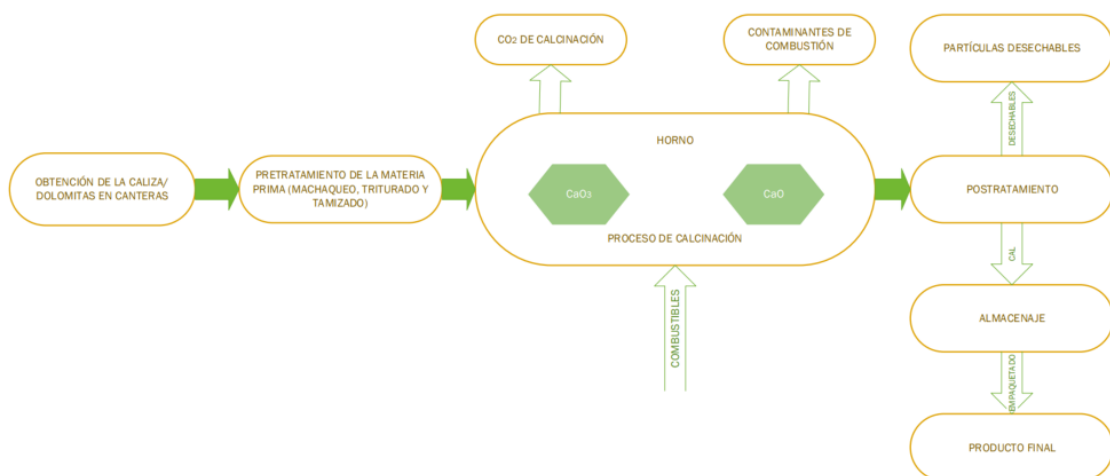 CO₂ DE CALCINACIÓN
CONTAMINANTES DE
COMBUSTIÓN
PARTÍCULAS DESECHABLES
DESECHABLES
HORNO
OBTENCIÓN DE LA CALIZA/
DOLOMITAS EN CANTERAS
PRETRATAMIENTO DE LA MATERIA
PRIMA (MACHAQUEO, TRITURADO Y
TAMIZADO)
CaO₃
CaO
POSTRATAMIENTO
PROCESO DE CALCINACIÓN
CAL
COMBUSTIBLES
ALMACENAJE
EMPAQUETADO
PRODUCTO FINAL